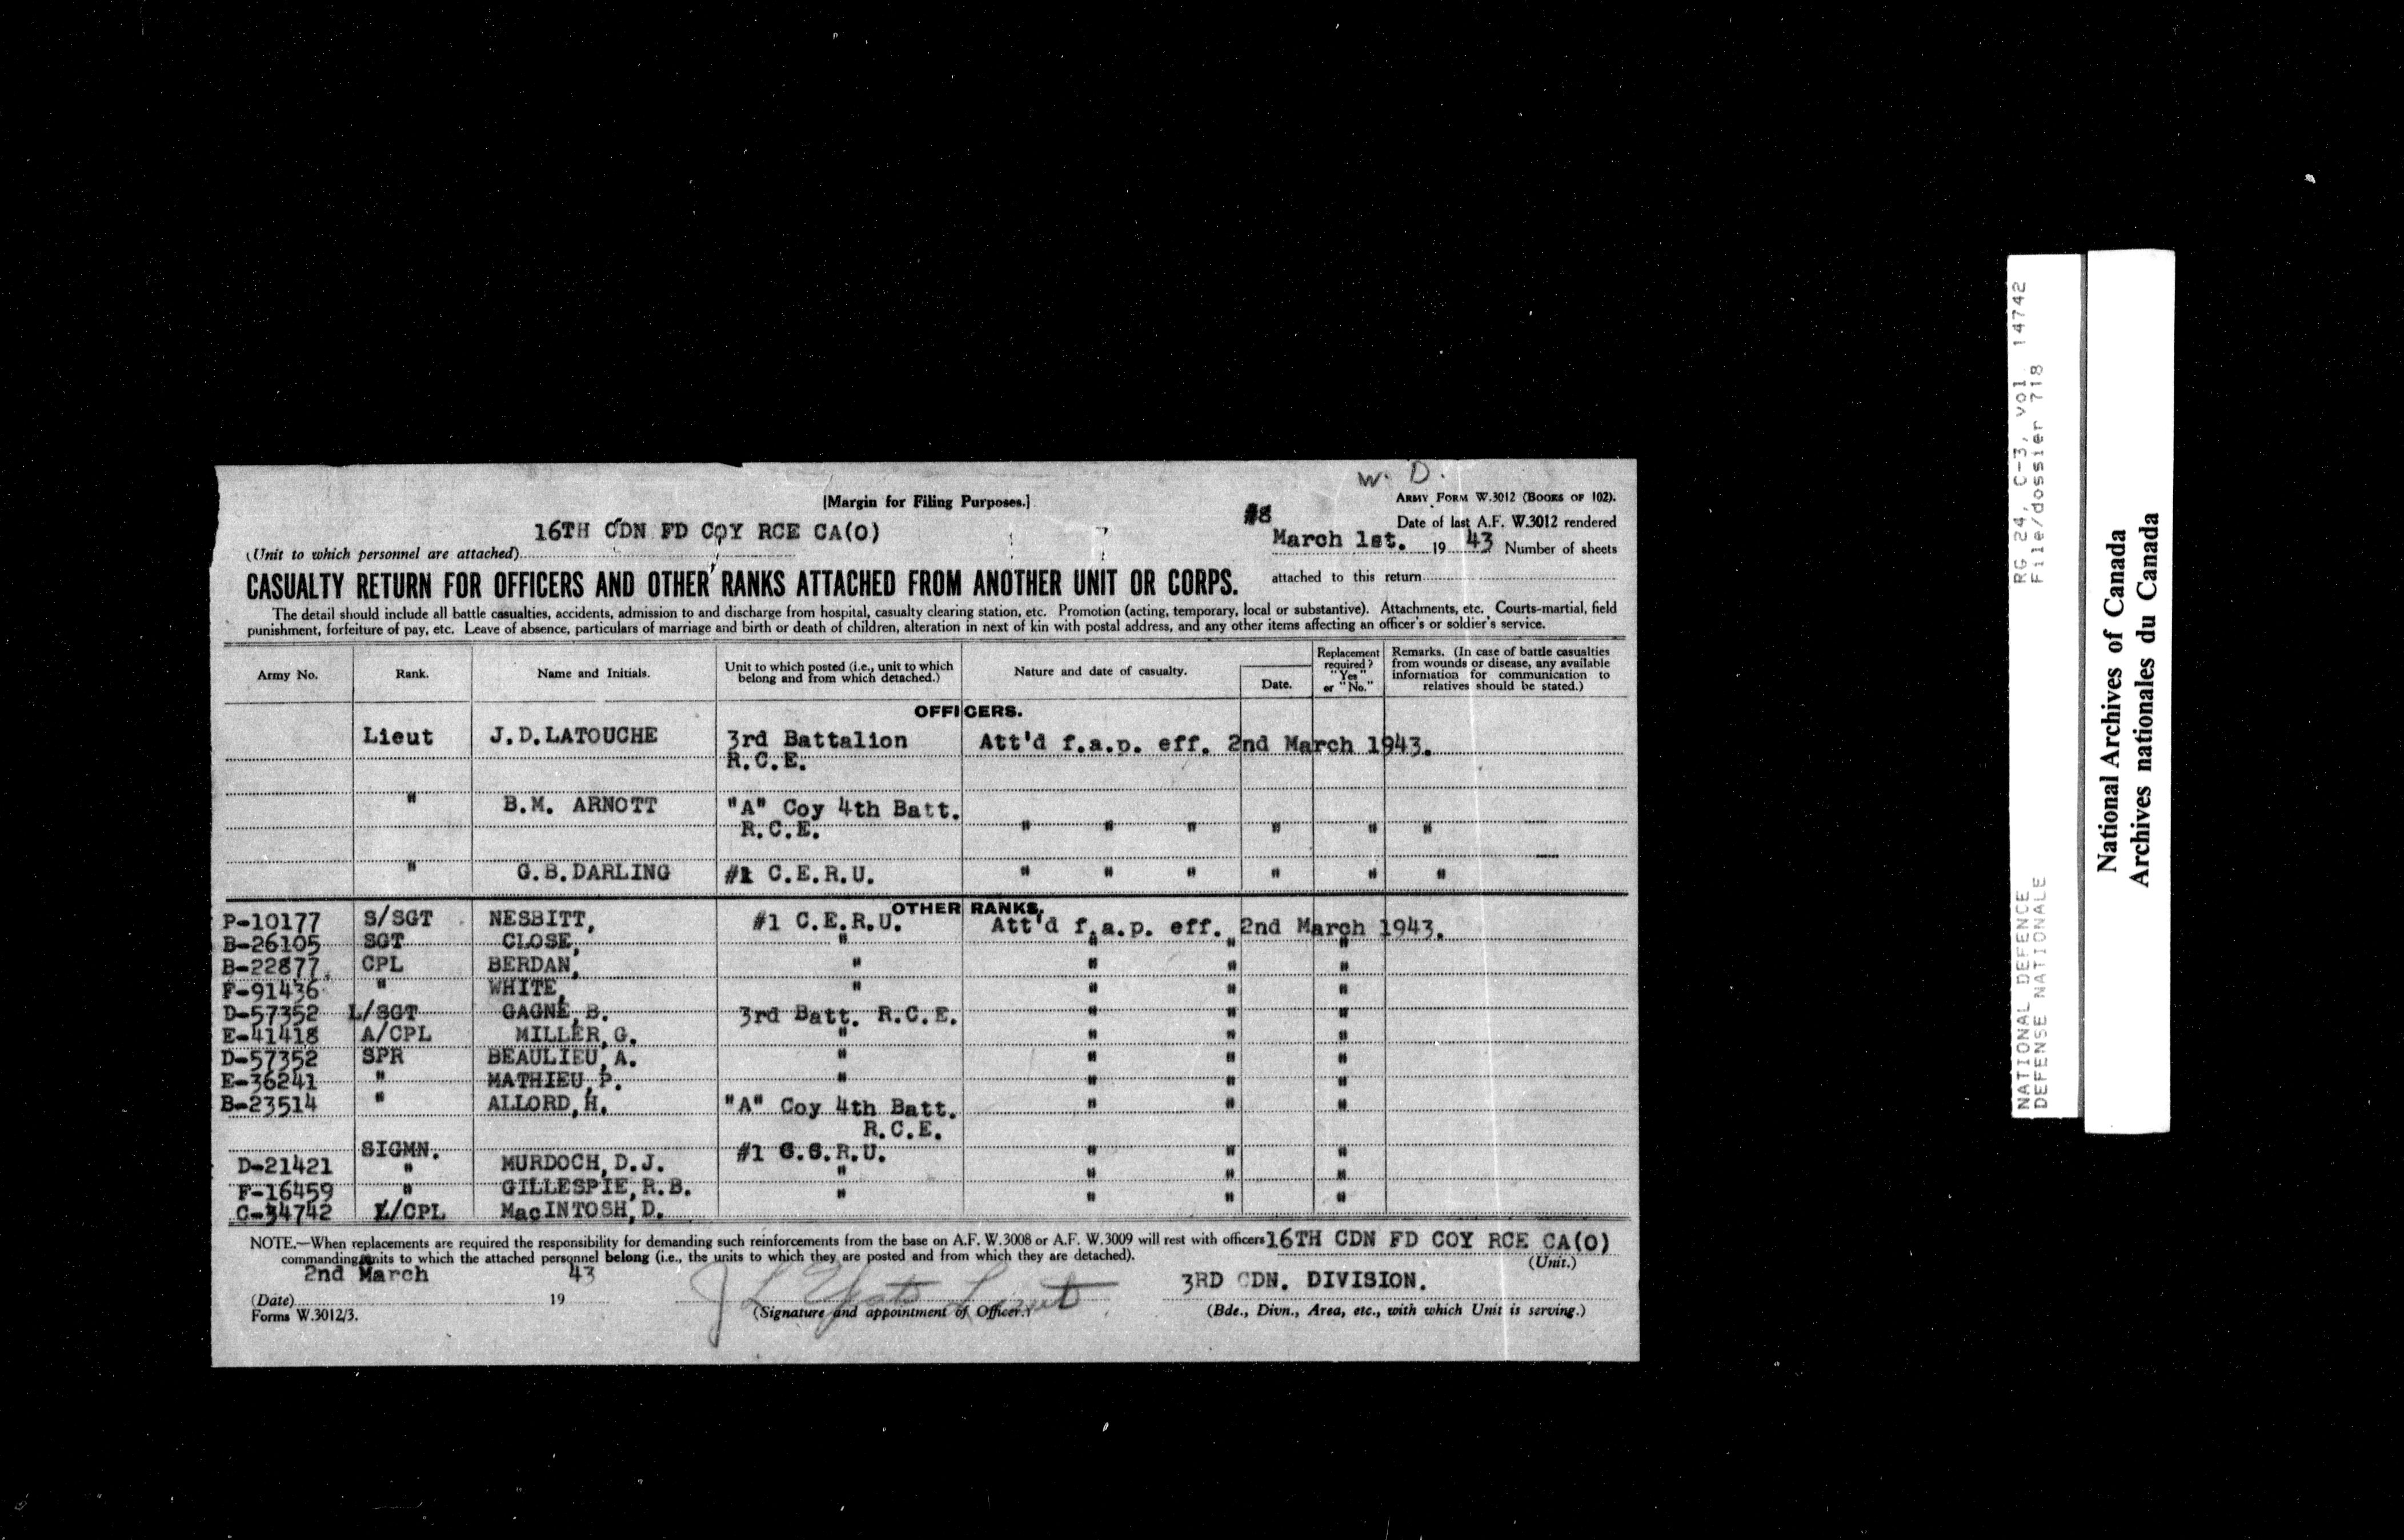 W. D.
[Margin for Filing Purposes.]
ARMY FORM W.3012 (BOOKS OF 102).
#8
Date of last A.F. W.3012 rendered
16TH CDN FD COY RCE CA(O)
March 1st. 19 43 Number of sheets
(Unit to which personnel are attached)
CASUALTY RETURN FOR OFFICERS AND OTHER RANKS ATTACHED FROM ANOTHER UNIT OR CORPS.
attached to this return
The detail should include all battle casualties, accidents, admission to and discharge from hospital, casualty clearing station, etc. Promotion (acting, temporary, local or substantive). Attachments, etc. Courts-martial, field
punishment, forfeiture of pay, etc. Leave of absence, particulars of marriage and birth or death of children, alteration in next of kin with postal address, and any other items affecting an officer's or soldier's service.
Army No.
Rank.
Name and Initials.
Unit to which posted (i.e., unit to which
belong and from which detached.)
Nature and date of casualty.
Date.
Replacement
required?
"Yes"
or "No."
Remarks. (In case of battle casualties
from wounds or disease, any available
information for communication to
relatives should be stated.)
OFFICERS.
Lieut J.D.LATOUCHE 3rd Battalion Att'd f.a.p. eff. 2nd March 1943.
R.C.E.
" B.M. ARNOTT "A" Coy 4th Batt.
R.C.E. " " " " " "
" G.B.DARLING #1 C.E.R.U. " " " " " "
OTHER RANKS.
P-10177 S/SGT NESBITT, #1 C.E.R.U. Att'd f.a.p. eff. 2nd March 1943.
B-26105 SGT CLOSE, " " " "
B-22877 CPL BERDAN, " " " "
F-91436 " WHITE, " " " "
D-57352 L/SGT GAGNE,B. 3rd Batt. R.C.E. " " "
E-41418 A/CPL MILLER,G. " " " "
D-57352 SPR BEAULIEU,A. " " " "
E-36241 " MATHIEU,P. " " " "
B-23514 " ALLORD,H. "A" Coy 4th Batt. " " "
R.C.E.
SIGMN. #1 C.S.R.U. " " "
D-21421 " MURDOCH,D.J. " " " "
F-16459 " GILLESPIE,R.B. " " " "
C-34742 L/CPL MacINTOSH,D.
NOTE.—When replacements are required the responsibility for demanding such reinforcements from the base on A.F. W.3008 or A.F. W.3009 will rest with officers
commanding units to which the attached personnel belong (i.e., the units to which they are posted and from which they are detached).
16TH CDN FD COY RCE CA(O)
(Unit.)
2nd March 43
3RD CDN. DIVISION.
(Date) 19
(Signature and appointment of Officer.)
Lieut
(Bde., Divn., Area, etc., with which Unit is serving.)
Forms W.3012/3.
NATIONAL DEFENCE RG 24, C-3, vol. 14742
DEFENSE NATIONALE File/dossier 718
National Archives of Canada
Archives nationales du Canada